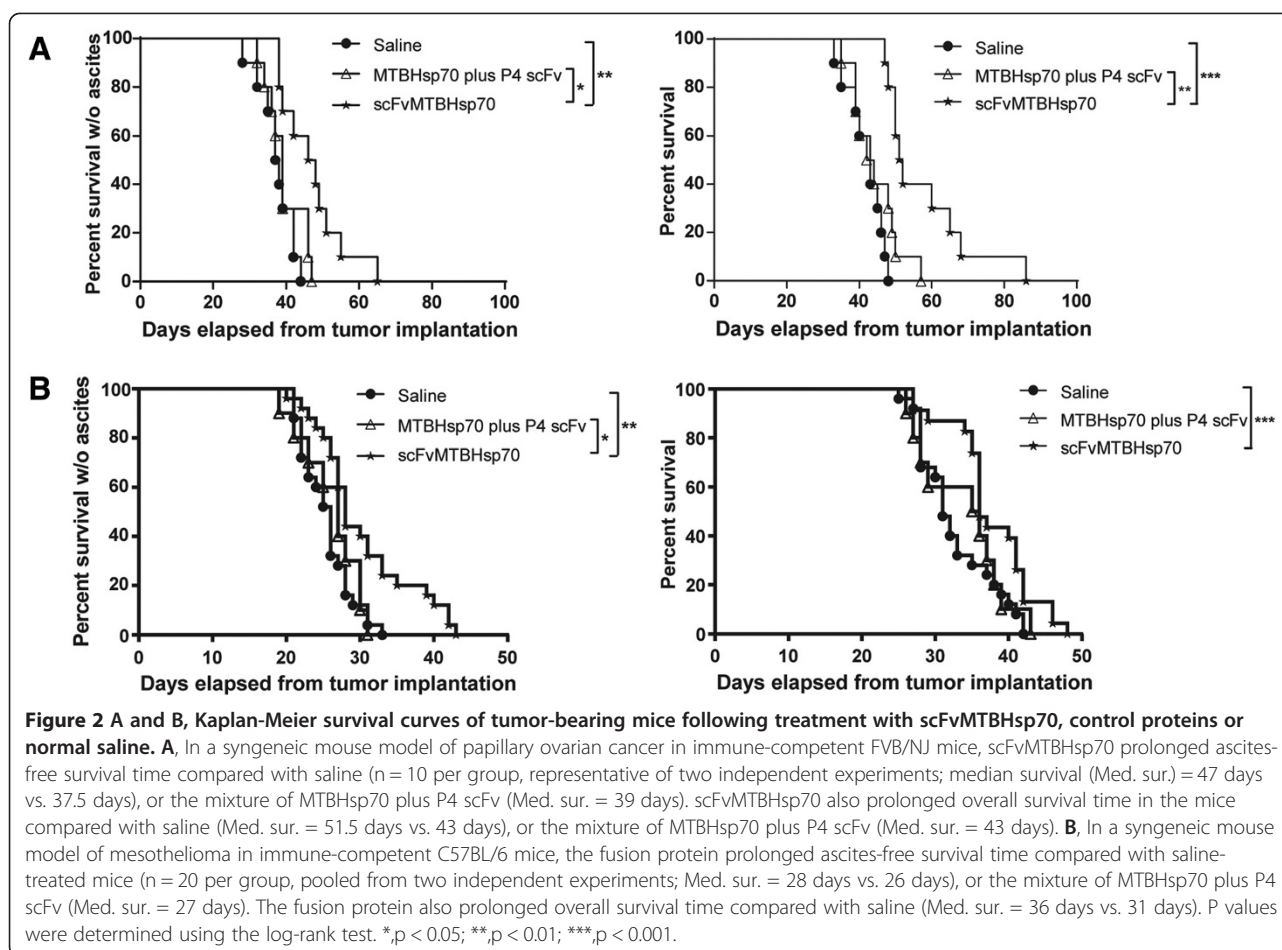 A
Percent survival w/o ascites
100
80
60
40
20
0
0 20 40 60 80 100
Days elapsed from tumor implantation
Saline
MTBHsp70 plus P4 scFv
scFvMTBHsp70
*
**
Percent survival
100
80
60
40
20
0
0 20 40 60 80 100
Days elapsed from tumor implantation
Saline
MTBHsp70 plus P4 scFv
scFvMTBHsp70
**
***
B
Percent survival w/o ascites
100
80
60
40
20
0
0 10 20 30 40 50
Days elapsed from tumor implantation
Saline
MTBHsp70 plus P4 scFv
scFvMTBHsp70
*
**
Percent survival
100
80
60
40
20
0
0 10 20 30 40 50
Days elapsed from tumor implantation
Saline
MTBHsp70 plus P4 scFv
scFvMTBHsp70
***
Figure 2 A and B, Kaplan-Meier survival curves of tumor-bearing mice following treatment with scFvMTBHsp70, control proteins or
normal saline. A, In a syngeneic mouse model of papillary ovarian cancer in immune-competent FVB/NJ mice, scFvMTBHsp70 prolonged ascites-
free survival time compared with saline (n = 10 per group, representative of two independent experiments; median survival (Med. sur.) = 47 days
vs. 37.5 days), or the mixture of MTBHsp70 plus P4 scFv (Med. sur. = 39 days). scFvMTBHsp70 also prolonged overall survival time in the mice
compared with saline (Med. sur. = 51.5 days vs. 43 days), or the mixture of MTBHsp70 plus P4 scFv (Med. sur. = 43 days). B, In a syngeneic mouse
model of mesothelioma in immune-competent C57BL/6 mice, the fusion protein prolonged ascites-free survival time compared with saline-
treated mice (n = 20 per group, pooled from two independent experiments; Med. sur. = 28 days vs. 26 days), or the mixture of MTBHsp70 plus P4
scFv (Med. sur. = 27 days). The fusion protein also prolonged overall survival time compared with saline (Med. sur. = 36 days vs. 31 days). P values
were determined using the log-rank test. *,p < 0.05; **,p < 0.01; ***,p < 0.001.